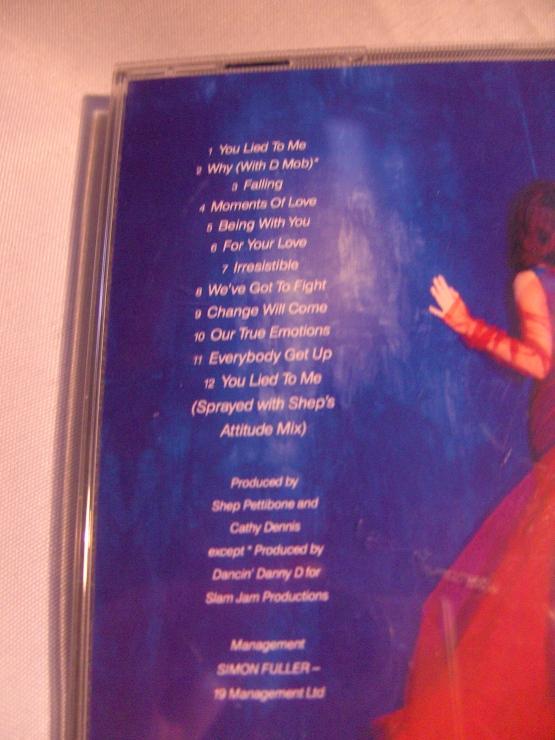 1 You Lied To Me
2 Why (With D Mob)*
3 Falling
4 Moments Of Love
5 Being With You
6 For Your Love
7 Irresistible
8 We've Got To Fight
9 Change Will Come
10 Our True Emotions
11 Everybody Get Up
12 You Lied To Me
(Sprayed with Shep's
Attitude Mix)
Produced by
Shep Pettibone and
Cathy Dennis
except * Produced by
Dancin' Danny D for
Slam Jam Productions
Management
SIMON FULLER –
19 Management Ltd